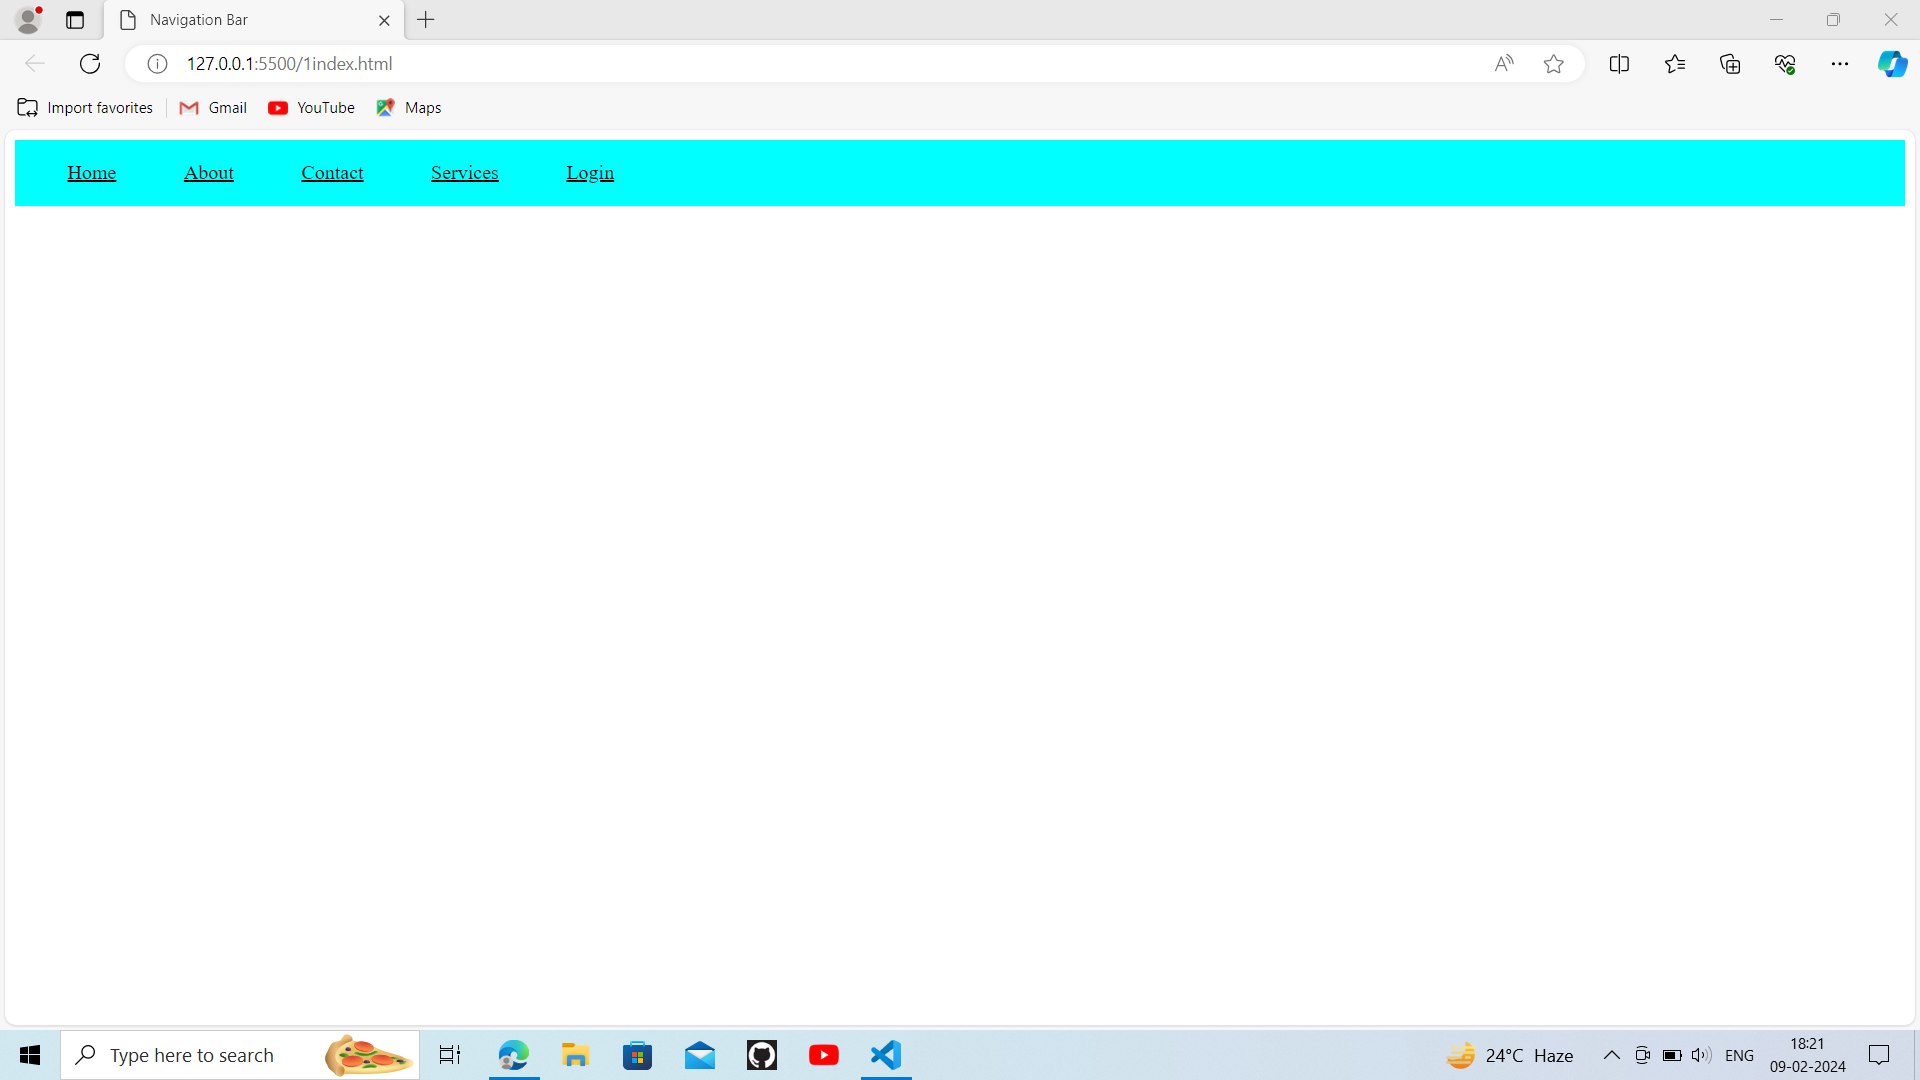 Navigation Bar
127.0.0.1:5500/1index.html
Import favorites Gmail YouTube Maps
Home About Contact Services Login
Type here to search 24°C Haze ENG 18:21
09-02-2024